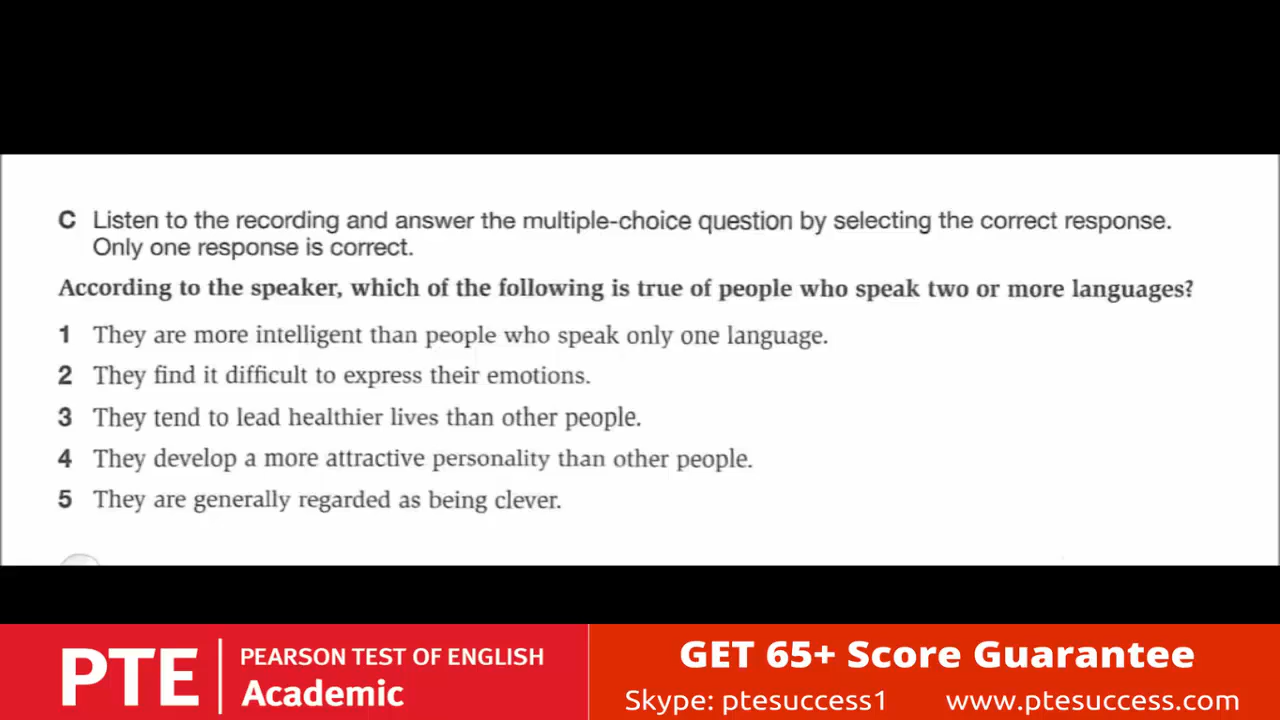 C Listen to the recording and answer the multiple-choice question by selecting the correct response.
Only one response is correct.
According to the speaker, which of the following is true of people who speak two or more languages?
1 They are more intelligent than people who speak only one language.
2 They find it difficult to express their emotions.
3 They tend to lead healthier lives than other people.
4 They develop a more attractive personality than other people.
5 They are generally regarded as being clever.
PTE
PEARSON TEST OF ENGLISH
Academic
GET 65+ Score Guarantee
Skype: ptesuccess1 www.ptesuccess.com